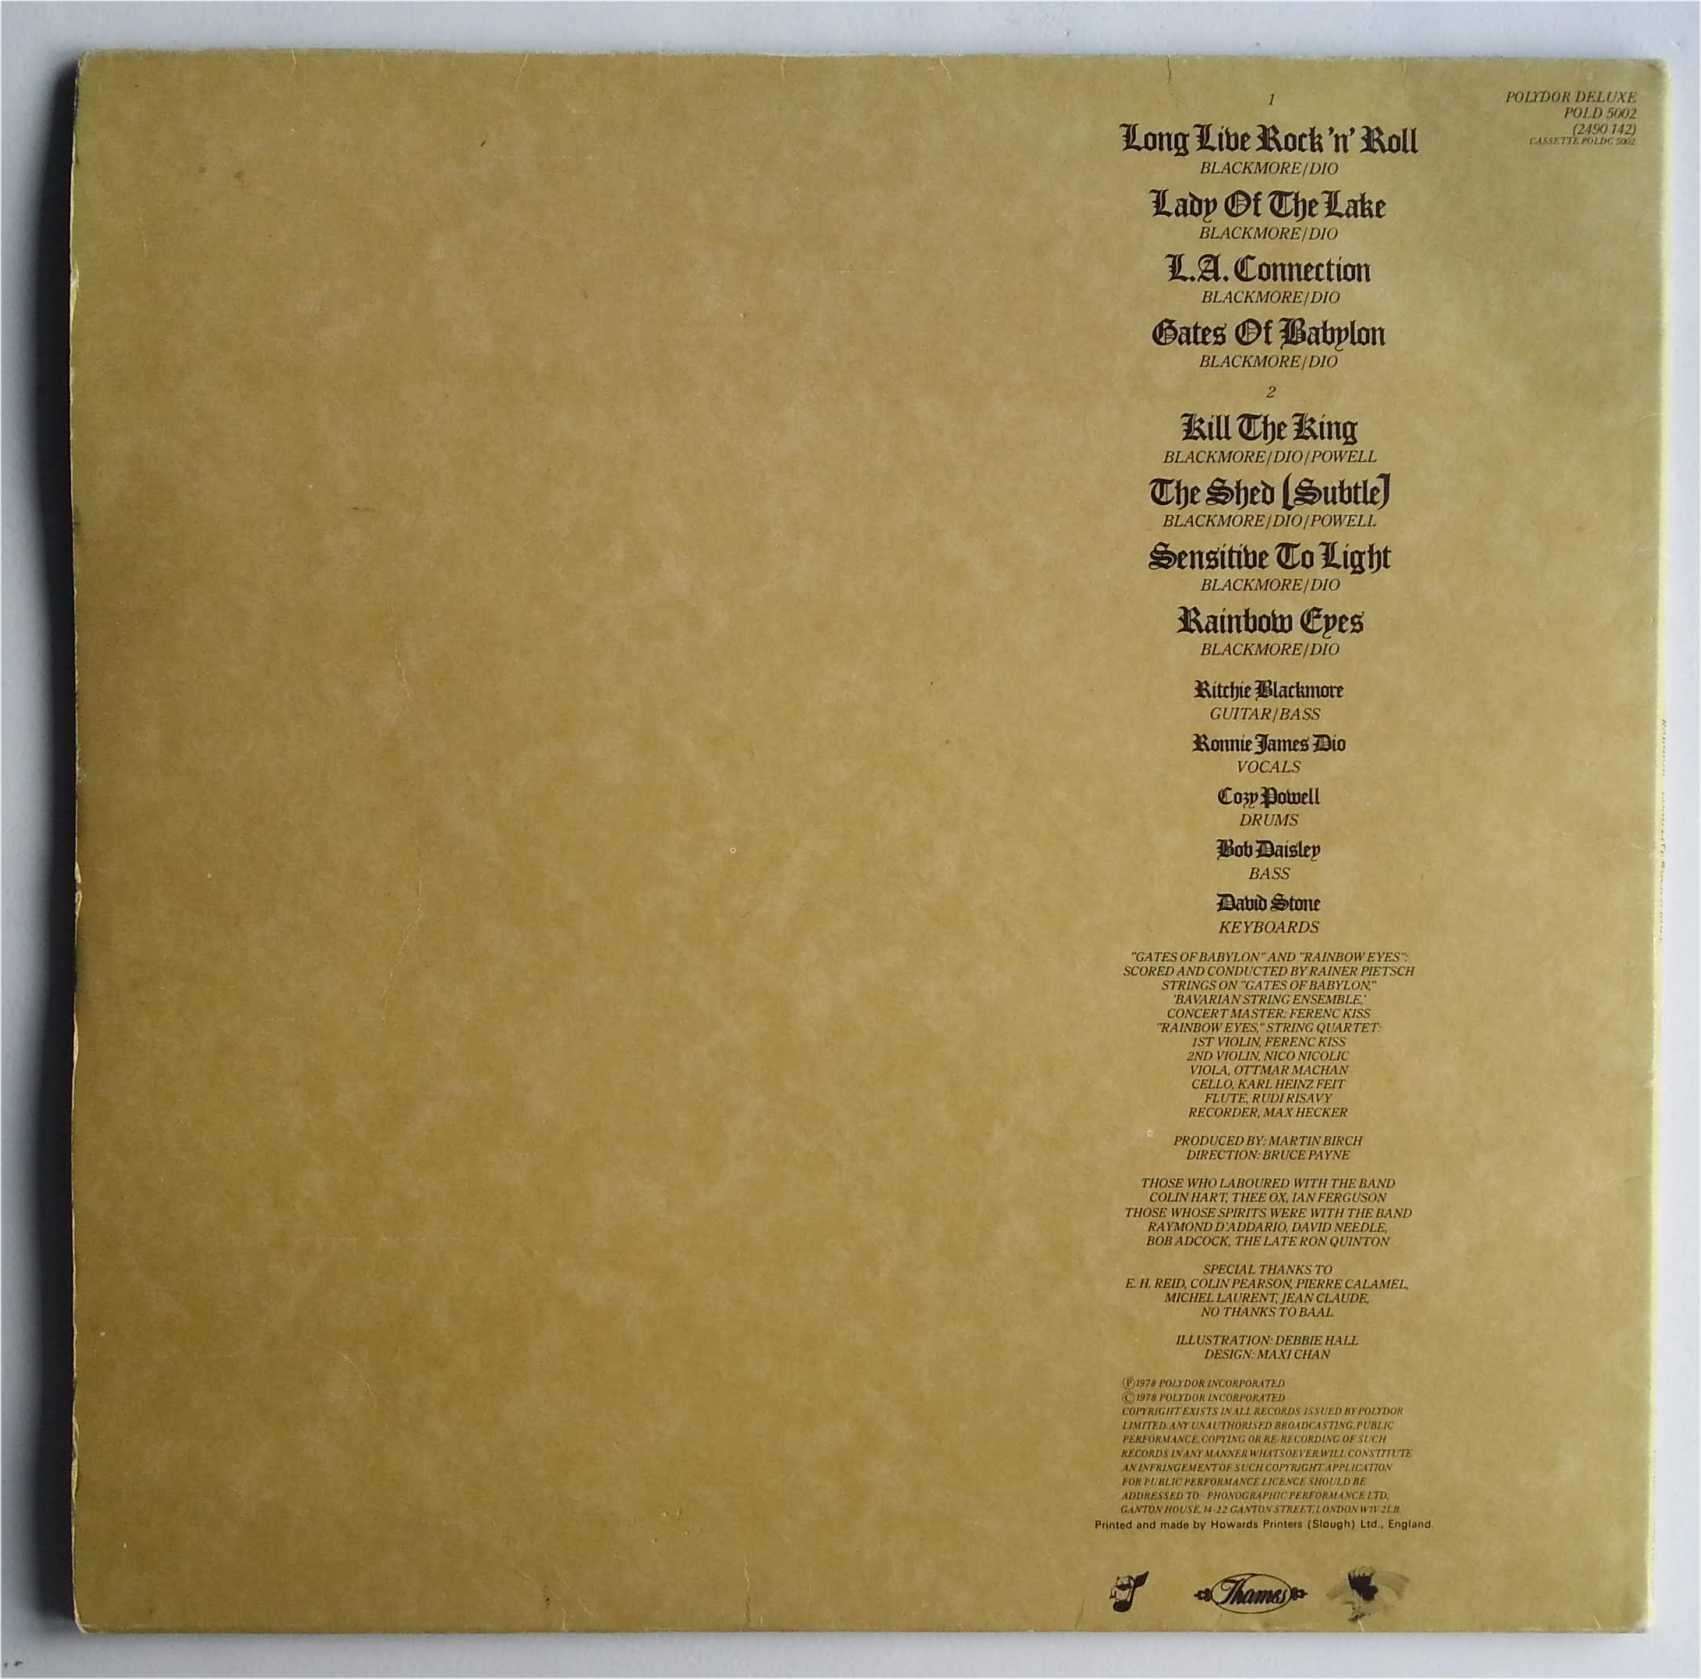 POLYDOR DELUXE
POLD 5002
(2490 142)
CASSETTE POLDC 5002
1
Long Live Rock 'n' Roll
BLACKMORE/DIO
Lady Of The Lake
BLACKMORE/DIO
L.A. Connection
BLACKMORE/DIO
Gates Of Babylon
BLACKMORE/DIO
2
Kill The King
BLACKMORE/DIO/POWELL
The Shed (Subtle)
BLACKMORE/DIO/POWELL
Sensitive To Light
BLACKMORE/DIO
Rainbow Eyes
BLACKMORE/DIO
Ritchie Blackmore
GUITAR/BASS
Ronnie James Dio
VOCALS
Cozy Powell
DRUMS
Bob Daisley
BASS
David Stone
KEYBOARDS
"GATES OF BABYLON" AND "RAINBOW EYES":
SCORED AND CONDUCTED BY RAINER PIETSCH
STRINGS ON "GATES OF BABYLON,"
'BAVARIAN STRING ENSEMBLE,'
CONCERT MASTER: FERENC KISS
"RAINBOW EYES," STRING QUARTET:
1ST VIOLIN, FERENC KISS
2ND VIOLIN, NICO NICOLIC
VIOLA, OTTMAR MACHAN
CELLO, KARL HEINZ FEIT
FLUTE, RUDI RISAVY
RECORDER, MAX HECKER
PRODUCED BY: MARTIN BIRCH
DIRECTION: BRUCE PAYNE
THOSE WHO LABOURED WITH THE BAND
COLIN HART, THEE OX, IAN FERGUSON
THOSE WHOSE SPIRITS WERE WITH THE BAND
RAYMOND D'ADDARIO, DAVID NEEDLE,
BOB ADCOCK, THE LATE RON QUINTON
SPECIAL THANKS TO
E. H. REID, COLIN PEARSON, PIERRE CALAMEL,
MICHEL LAURENT, JEAN CLAUDE,
NO THANKS TO BAAL
ILLUSTRATION: DEBBIE HALL
DESIGN: MAXI CHAN
Ⓟ 1978 POLYDOR INCORPORATED
© 1978 POLYDOR INCORPORATED
COPYRIGHT EXISTS IN ALL RECORDS ISSUED BY POLYDOR
LIMITED. ANY UNAUTHORISED BROADCASTING, PUBLIC
PERFORMANCE, COPYING OR RE-RECORDING OF SUCH
RECORDS IN ANY MANNER WHATSOEVER WILL CONSTITUTE
AN INFRINGEMENT OF SUCH COPYRIGHT. APPLICATION
FOR PUBLIC PERFORMANCE LICENCE SHOULD BE
ADDRESSED TO: PHONOGRAPHIC PERFORMANCE LTD,
GANTON HOUSE, 14-22 GANTON STREET, LONDON W1V 2LB.
Printed and made by Howards Printers (Slough) Ltd., England.
Thames